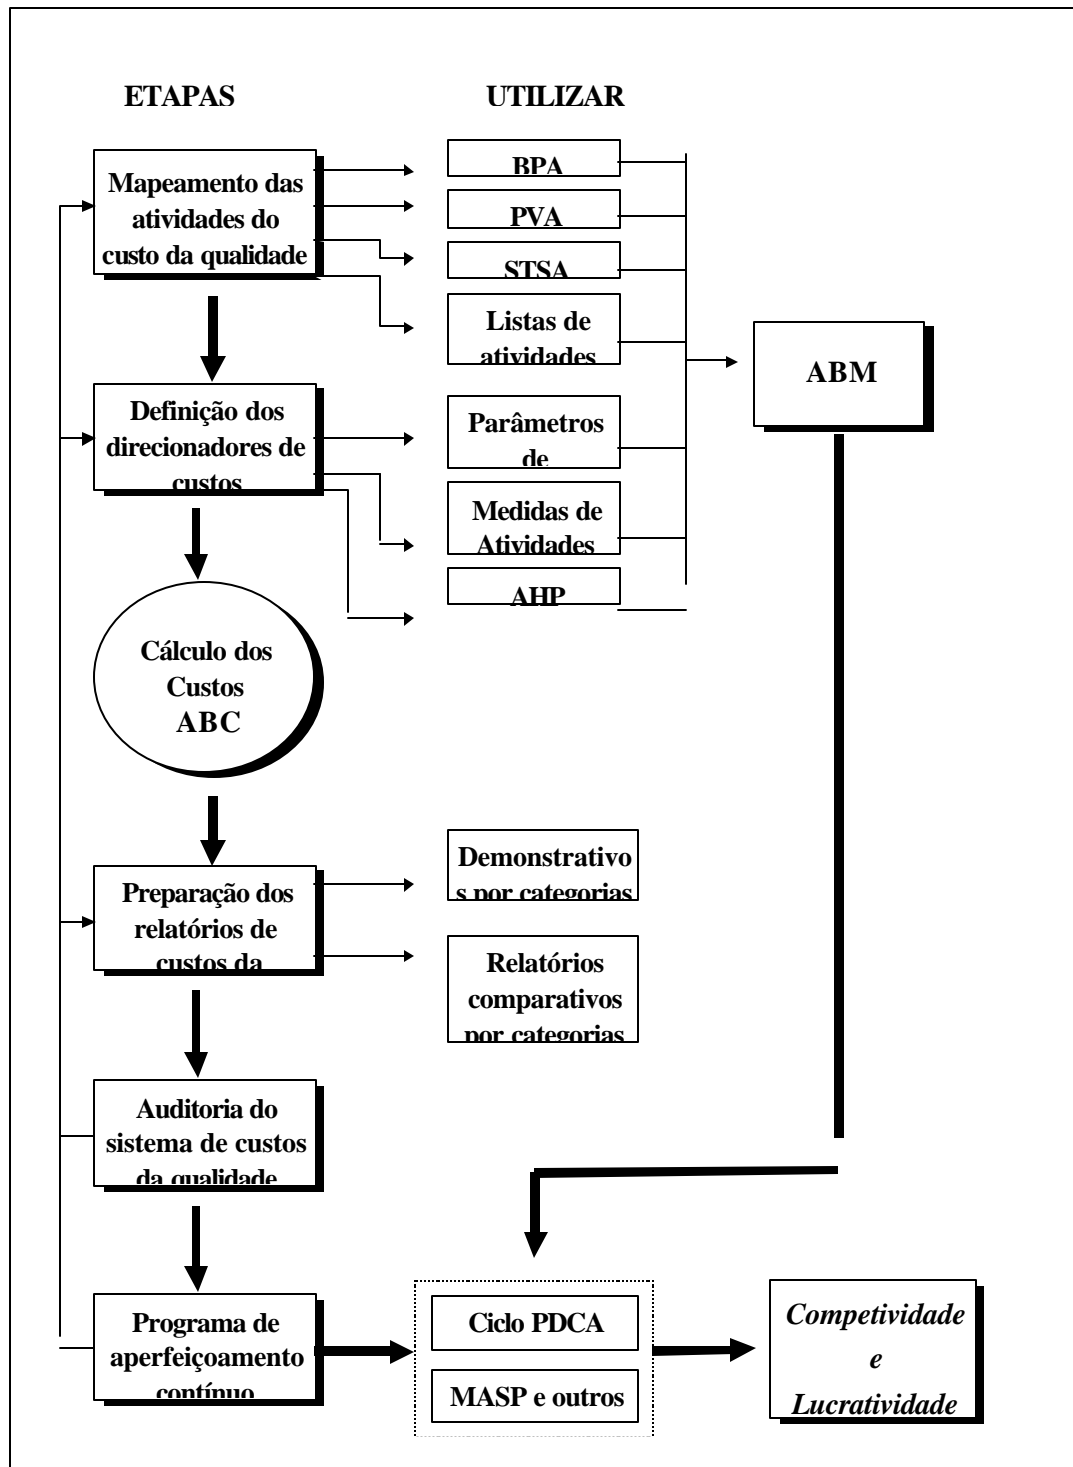 ETAPAS
UTILIZAR
Mapeamento das
atividades do
custo da qualidade
BPA
PVA
STSA
Listas de
atividades
ABM
Definição dos
direcionadores de
custos
Parâmetros
de
Medidas de
Atividades
AHP
Cálculo dos
Custos
ABC
Preparação dos
relatórios de
custos da
Demonstrativo
s por categorias
Relatórios
comparativos
por categorias
Auditoria do
sistema de custos
da qualidade
Programa de
aperfeiçoamento
contínuo
Ciclo PDCA
MASP e outros
Competividade
e
Lucratividade